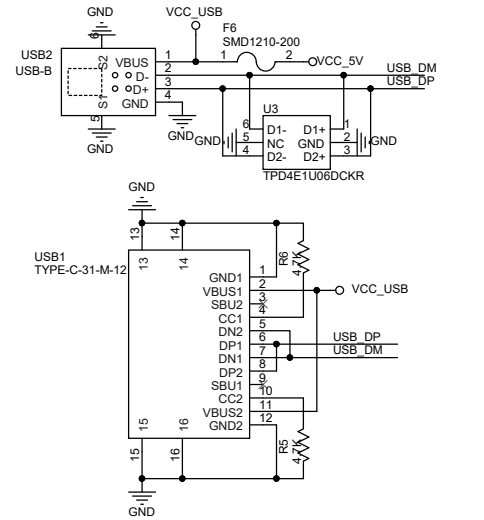 GND
VCC_USB
F6
SMD1210-200
USB2
USB-B
6
S2
VBUS
1
1
2
VCC_5V
D-
2
USB_DM
D+
3
USB_DP
S1
GND
4
5
GND
GND
U3
GND
6
D1-
D1+
1
5
NC
GND
2
GND
4
D2-
D2+
3
TPD4E1U06DCKR
GND
13
14
USB1
TYPE-C-31-M-12
13
14
R6
4.7K
GND1
1
VBUS1
2
VCC_USB
SBU2
3
CC1
4
DN2
5
DP1
6
USB_DP
DN1
7
USB_DM
DP2
8
SBU1
9
CC2
10
VBUS2
11
GND2
12
15
16
R5
4.7K
15
16
GND